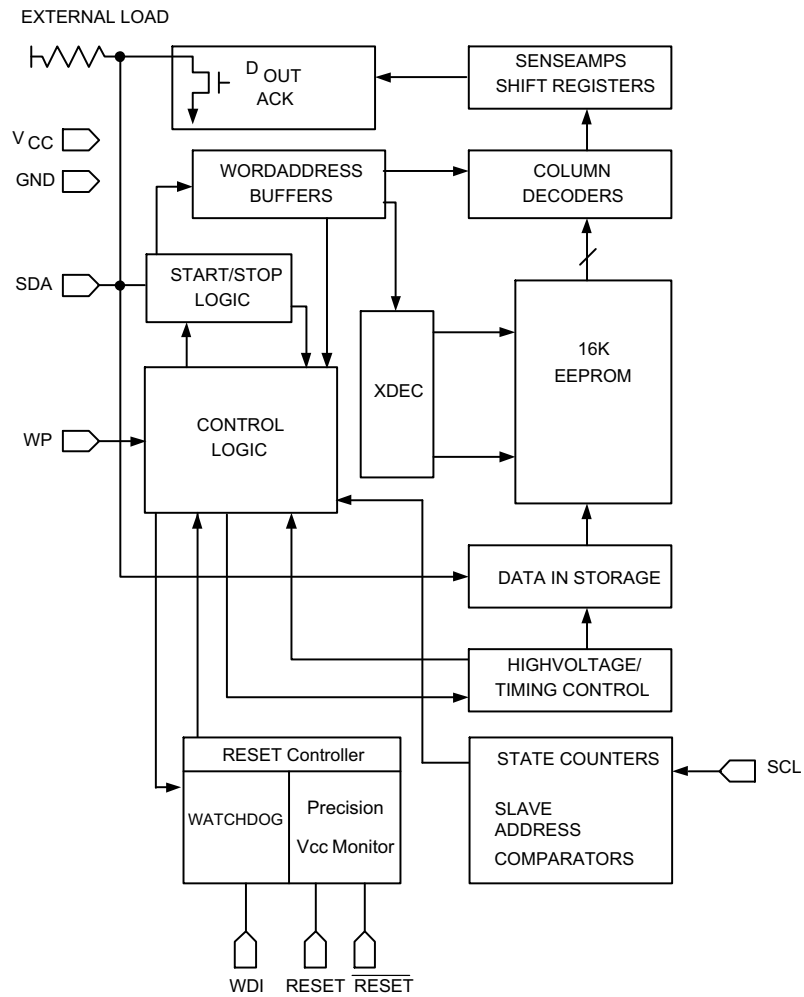 EXTERNAL LOAD
D OUT
ACK
SENSEAMPS
SHIFT REGISTERS
V CC
GND
WORDADDRESS
BUFFERS
COLUMN
DECODERS
SDA
START/STOP
LOGIC
XDEC
16K
EEPROM
WP
CONTROL
LOGIC
DATA IN STORAGE
HIGHVOLTAGE/
TIMING CONTROL
RESET Controller
WATCHDOG
Precision
Vcc Monitor
STATE COUNTERS
SLAVE
ADDRESS
COMPARATORS
SCL
WDI
RESET
RESET